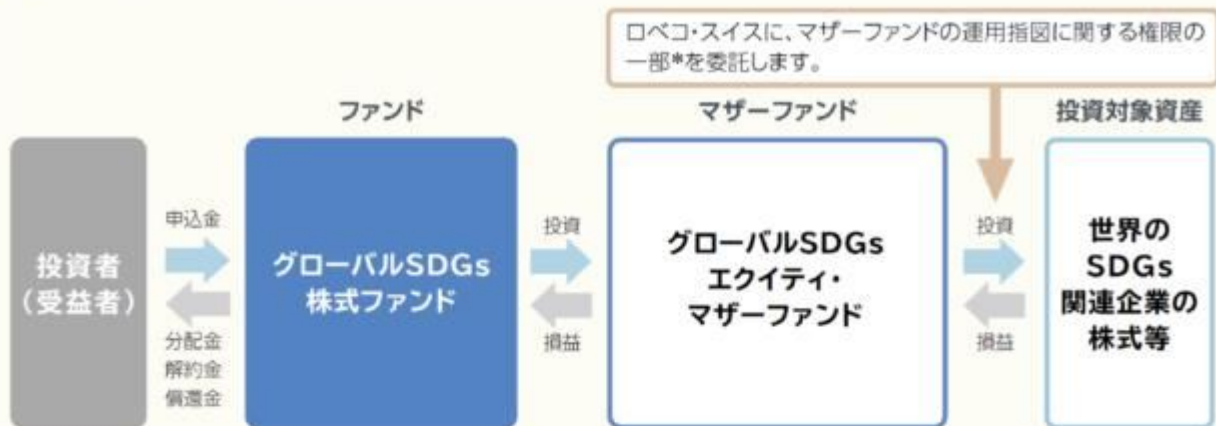 ロベコ・スイスに、マザーファンドの運用指図に関する権限の
一部*を委託します。
ファンド
マザーファンド
投資対象資産
投資者
（受益者）
申込金
分配金
解約金
償還金
グローバルSDGs
株式ファンド
投資
損益
グローバルSDGs
エクイティ・
マザーファンド
投資
損益
世界の
SDGs
関連企業の
株式等